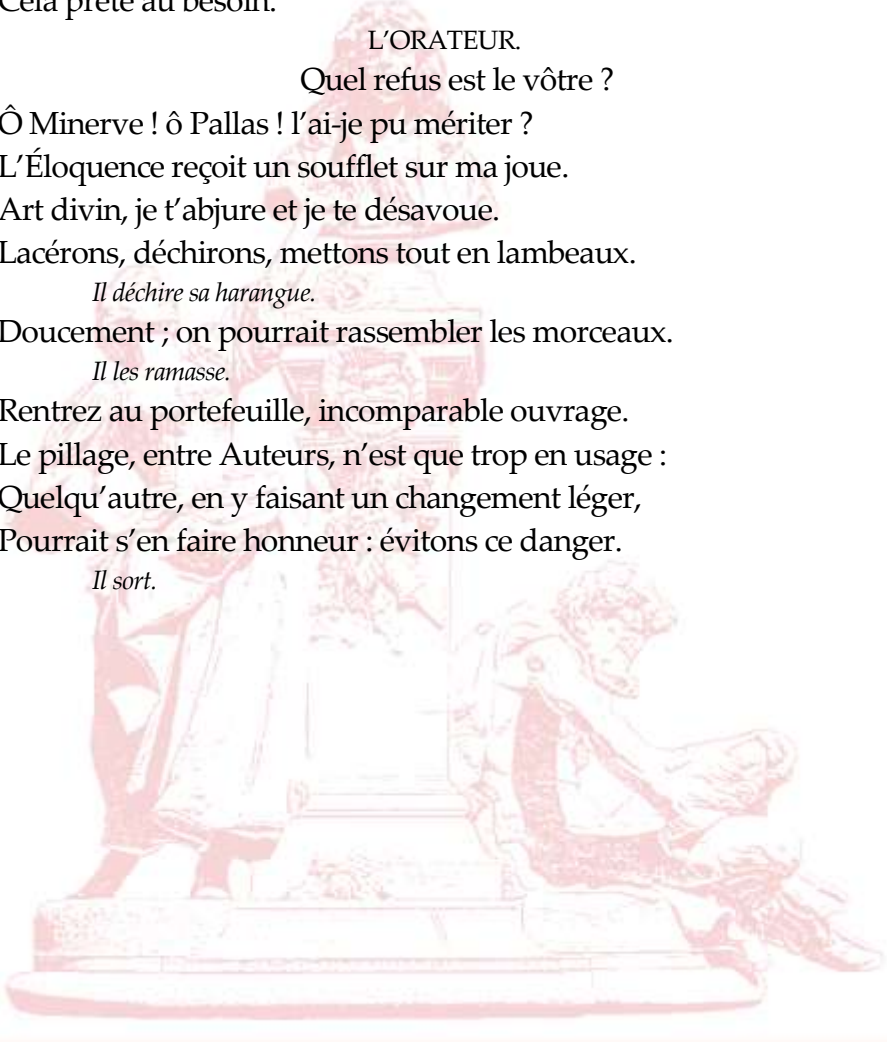 Cela prête au besoin.
L’ORATEUR.
Quel refus est le vôtre ?
Ô Minerve ! ô Pallas ! l’ai-je pu mériter ?
L’Éloquence reçoit un soufflet sur ma joue.
Art divin, je t’abjure et je te désavoue.
Lacérons, déchirons, mettons tout en lambeaux.
Il déchire sa harangue.
Doucement ; on pourrait rassembler les morceaux.
Il les ramasse.
Rentrez au portefeuille, incomparable ouvrage.
Le pillage, entre Auteurs, n’est que trop en usage :
Quelqu’autre, en y faisant un changement léger,
Pourrait s’en faire honneur : évitons ce danger.
Il sort.